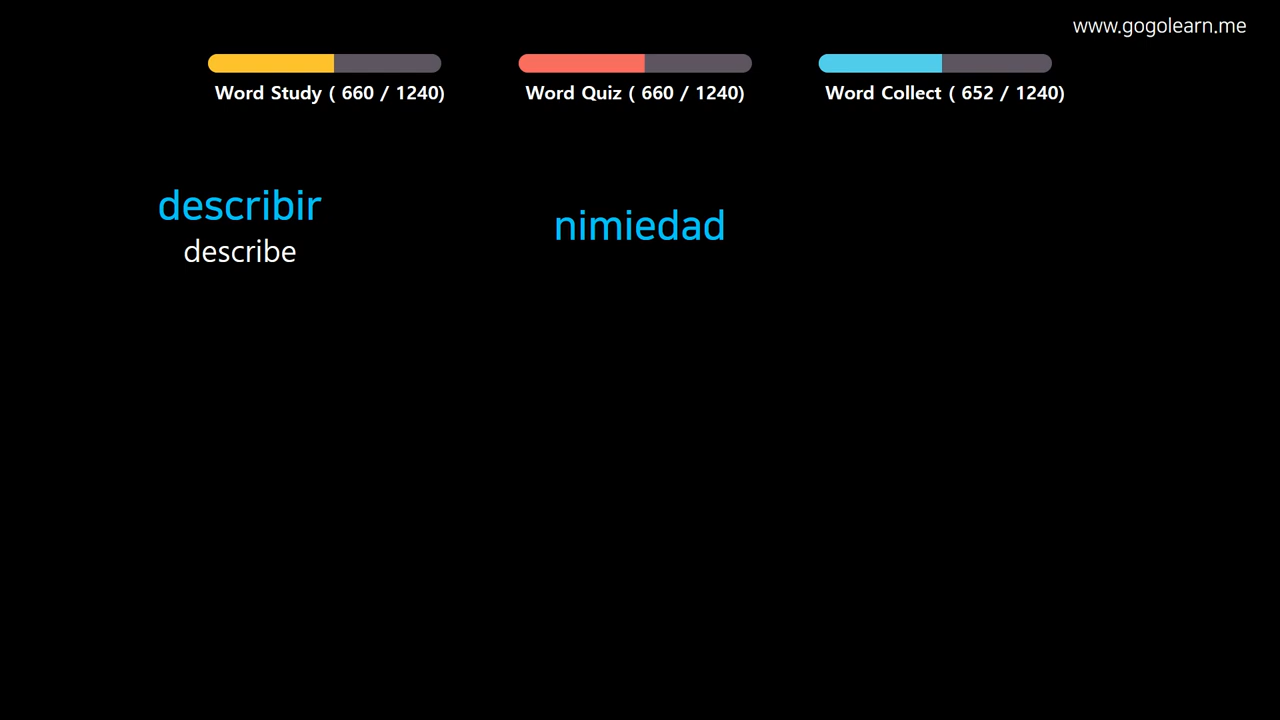 www.gogolearn.me
Word Study ( 660 / 1240)
Word Quiz ( 660 / 1240)
Word Collect ( 652 / 1240)
describir
describe
nimiedad